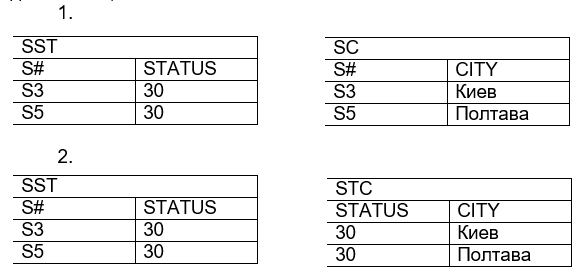 1.
SST
S# STATUS
S3 30
S5 30
SC
S# CITY
S3 Киев
S5 Полтава
2.
SST
S# STATUS
S3 30
S5 30
STC
STATUS CITY
30 Киев
30 Полтава